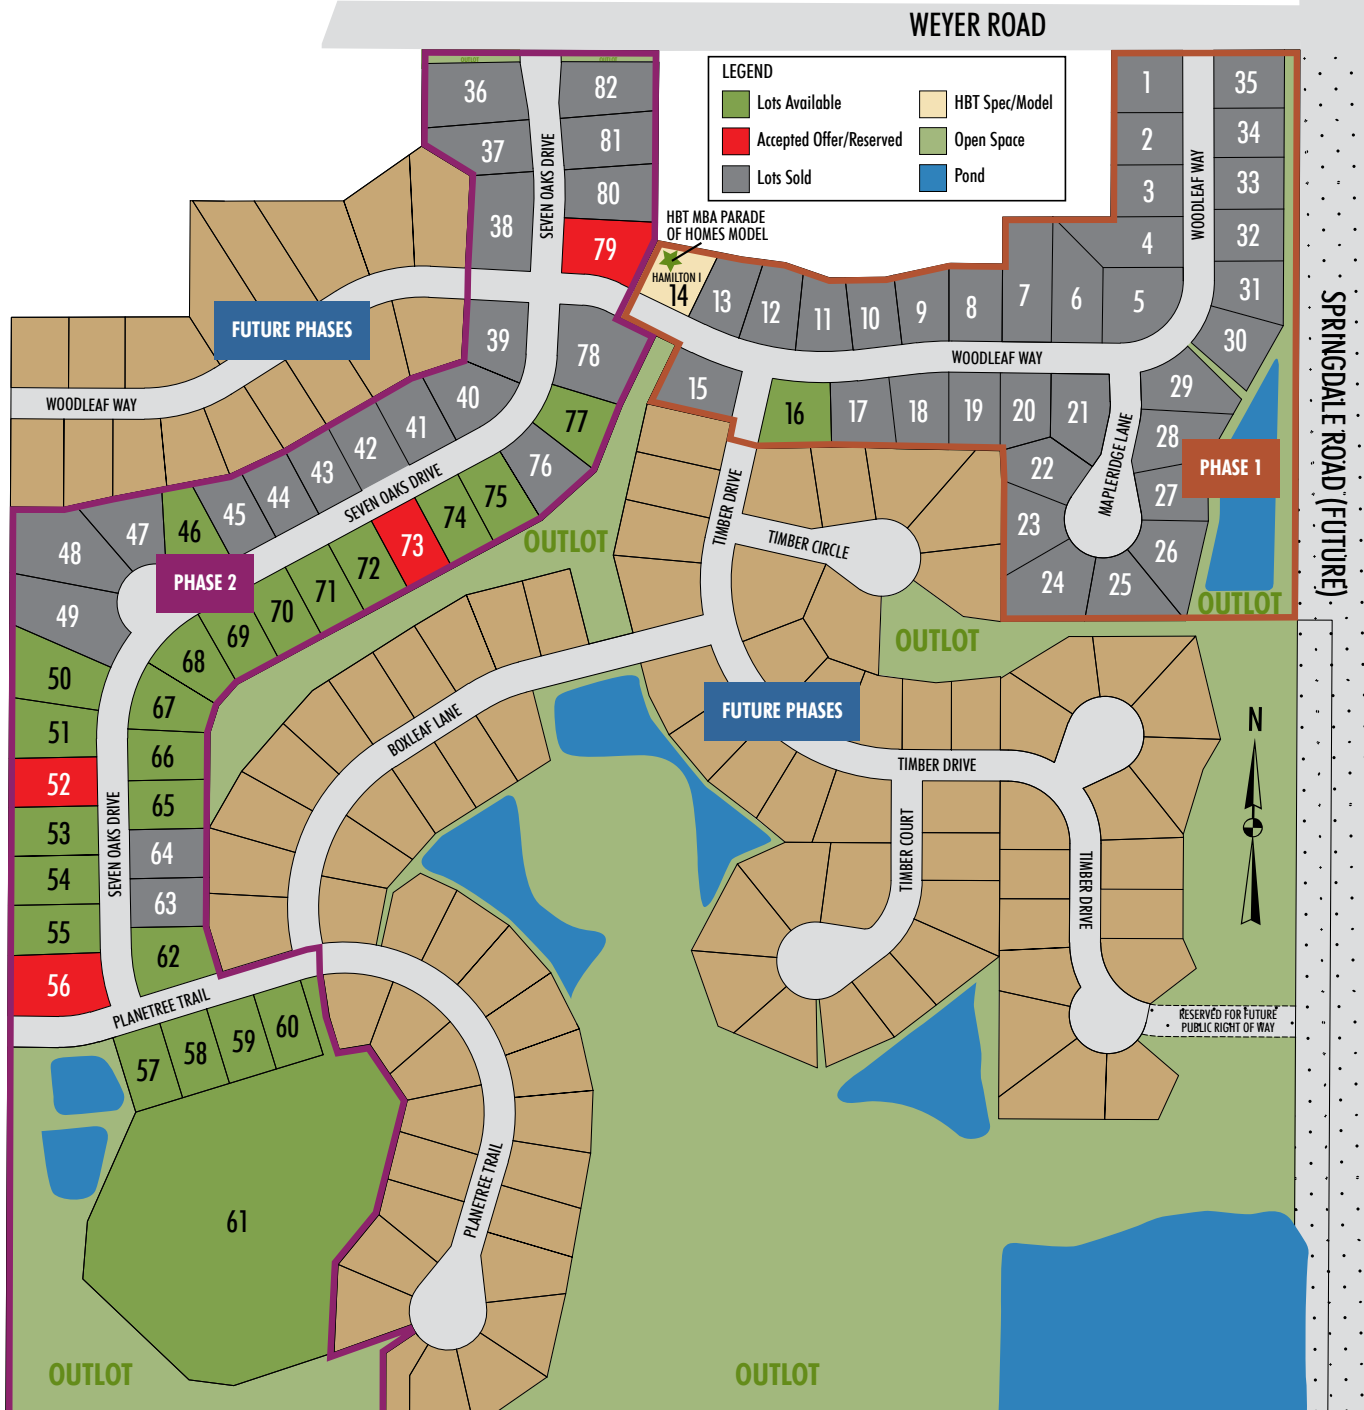 WEYER ROAD
OUTLOT
OUTLOT
LEGEND
Lots Available
HBT Spec/Model
Accepted Offer/Reserved
Open Space
Lots Sold
Pond
36
82
37
81
38
80
79
SEVEN OAKS DRIVE
HBT MBA PARADE
OF HOMES MODEL
HAMILTON I
14
13
12
11
10
9
8
7
6
5
4
3
2
1
WOODLEAF WAY
35
34
33
32
31
30
SPRINGDALE ROAD (FUTURE)
FUTURE PHASES
WOODLEAF WAY
39
78
40
41
42
43
44
45
46
47
48
49
77
76
75
74
73
72
71
70
69
68
SEVEN OAKS DRIVE
PHASE 2
WOODLEAF WAY
15
16
17
18
19
20
21
22
23
24
25
26
27
28
29
MAPLERIDGE LANE
PHASE 1
OUTLOT
OUTLOT
TIMBER DRIVE
TIMBER CIRCLE
OUTLOT
50
51
52
53
54
55
56
67
66
65
64
63
62
SEVEN OAKS DRIVE
BOXLEAF LANE
FUTURE PHASES
TIMBER DRIVE
TIMBER COURT
TIMBER DRIVE
N
RESERVED FOR FUTURE
PUBLIC RIGHT OF WAY
PLANETREE TRAIL
57
58
59
60
61
PLANETREE TRAIL
OUTLOT
OUTLOT